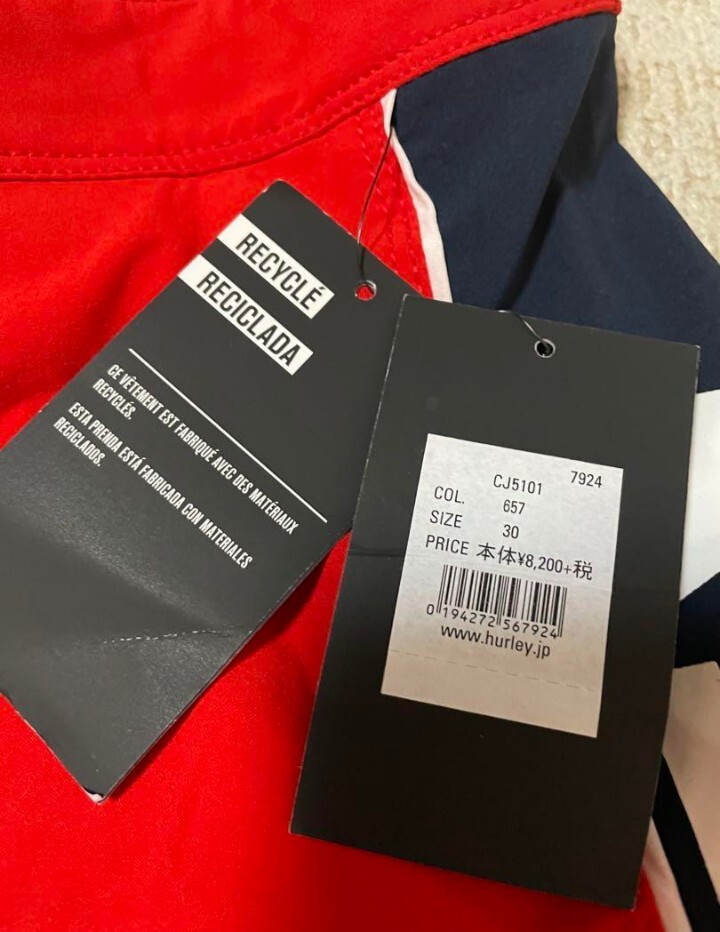 RECYCLÉ
RECICLADA
CE VÊTEMENT EST FABRIQUÉ AVEC DES MATÉRIAUX
RECYCLÉS.
ESTA PRENDA ESTÁ FABRICADA CON MATERIALES
RECICLADOS.
CJ5101 7924
COL. 657
SIZE 30
PRICE 本体¥8,200+税
0 194272 567924
www.hurley.jp